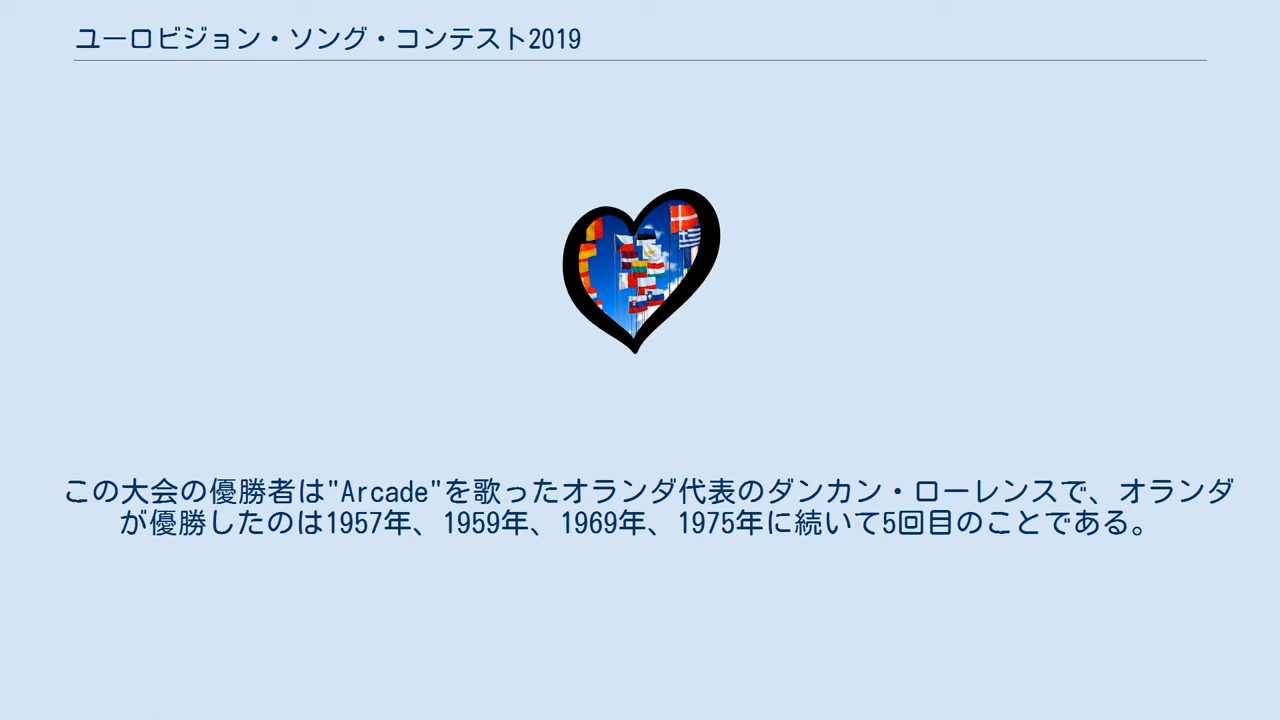 ユーロビジョン・ソング・コンテスト2019
この大会の優勝者は"Arcade"を歌ったオランダ代表のダンカン・ローレンスで、オランダ
が優勝したのは1957年、1959年、1969年、1975年に続いて5回目のことである。